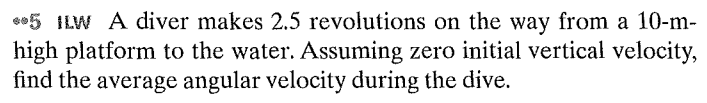 ••5 ILW A diver makes 2.5 revolutions on the way from a 10-m-
high platform to the water. Assuming zero initial vertical velocity,
find the average angular velocity during the dive.